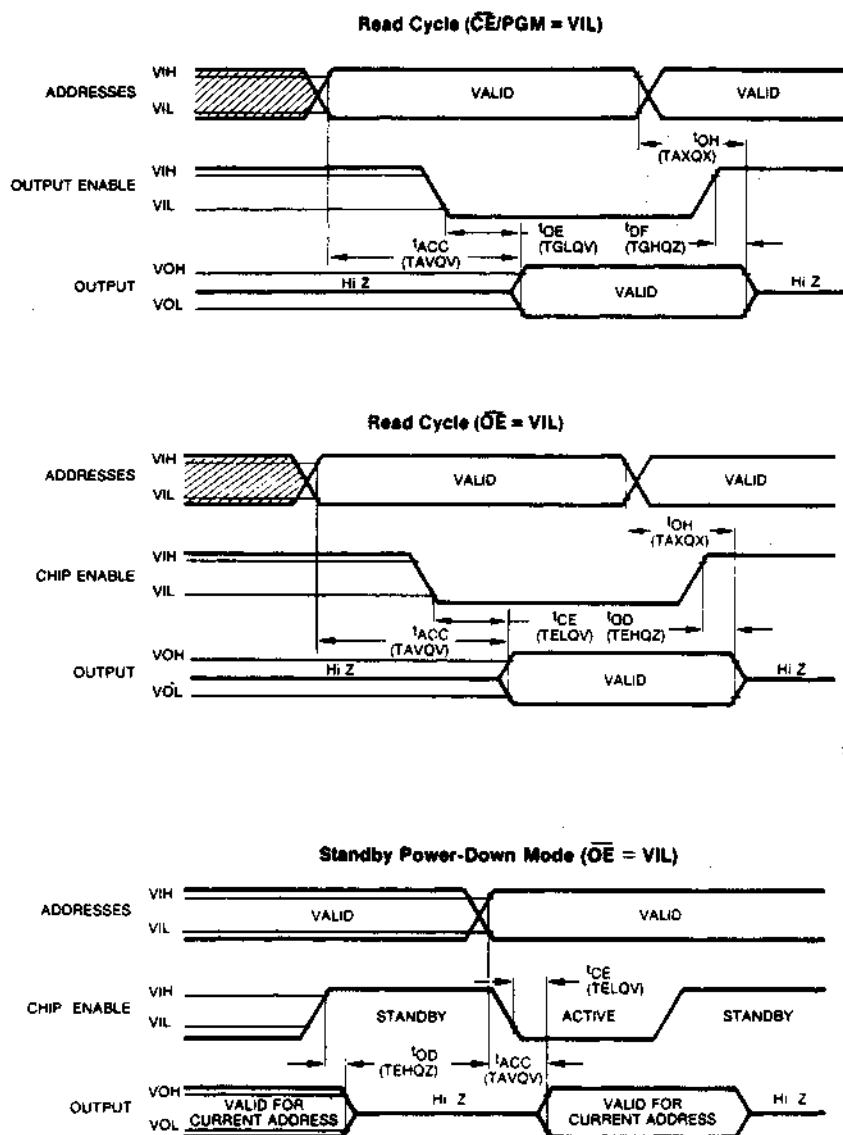 Read Cycle (CE/PGM = VIL)
ADDRESSES
VIH
VIL
VALID
VALID
tOH
(TAXQX)
OUTPUT ENABLE
VIH
VIL
tACC
(TAVQV)
tOE
(TGLQV)
tDF
(TGHQZ)
OUTPUT
VOH
VOL
Hi Z
VALID
Hi Z
Read Cycle (OE = VIL)
ADDRESSES
VIH
VIL
VALID
VALID
tOH
(TAXQX)
CHIP ENABLE
VIH
VIL
tACC
(TAVQV)
tCE
(TELQV)
tOD
(TEHQZ)
OUTPUT
VOH
VOL
Hi Z
VALID
Hi Z
Standby Power-Down Mode (OE = VIL)
ADDRESSES
VIH
VIL
VALID
VALID
tCE
(TELQV)
CHIP ENABLE
VIH
VIL
STANDBY
ACTIVE
STANDBY
tOD
(TEHQZ)
tACC
(TAVQV)
OUTPUT
VOH
VOL
VALID FOR
CURRENT ADDRESS
Hi Z
VALID FOR
CURRENT ADDRESS
Hi Z